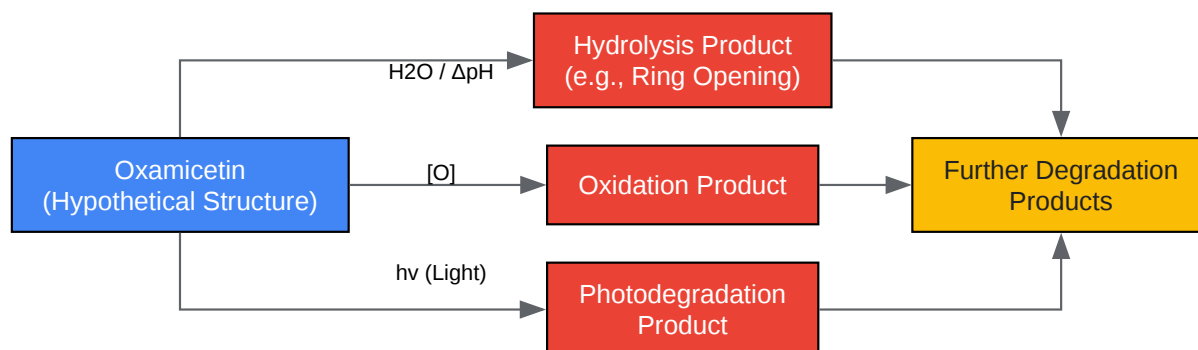 Hydrolysis Product
(e.g., Ring Opening)
H2O / ΔpH
Oxamicetin
(Hypothetical Structure)
[O]
Oxidation Product
Further Degradation
Products
hv (Light)
Photodegradation
Product